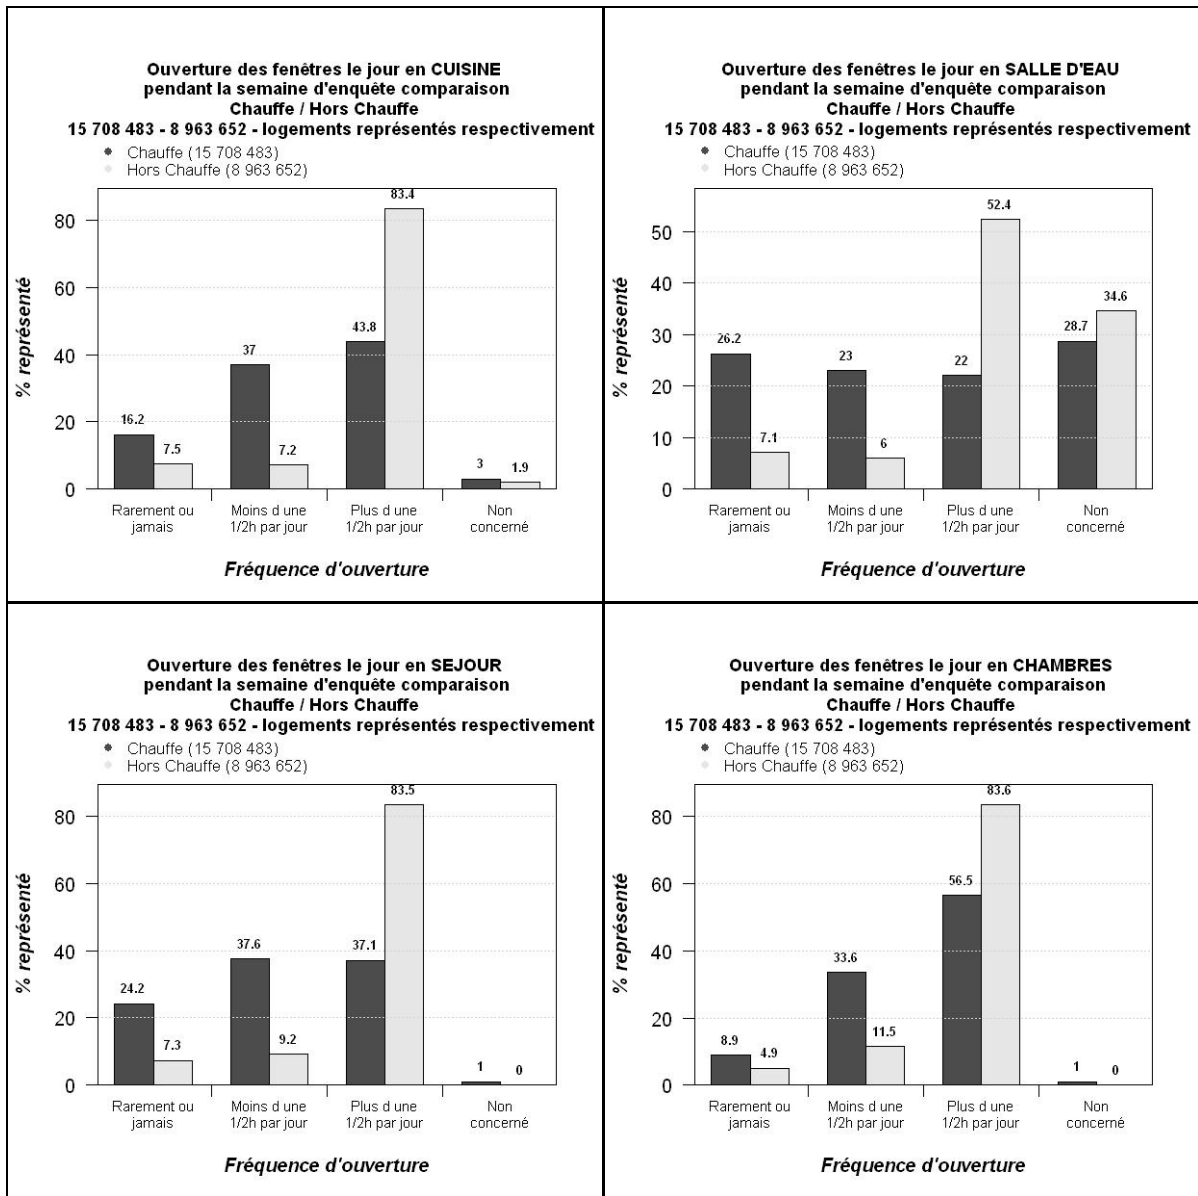 Ouverture des fenêtres le jour en CUISINE
pendant la semaine d'enquête comparaison
Chauffe / Hors Chauffe
15 708 483 - 8 963 652 - logements représentés respectivement
Chauffe (15 708 483)
Hors Chauffe (8 963 652)
% représenté
80
60
40
20
0
16.2
7.5
37
7.2
43.8
83.4
3
1.9
Rarement ou jamais
Moins d une 1/2h par jour
Plus d une 1/2h par jour
Non concerné
Fréquence d'ouverture
Ouverture des fenêtres le jour en SALLE D'EAU
pendant la semaine d'enquête comparaison
Chauffe / Hors Chauffe
15 708 483 - 8 963 652 - logements représentés respectivement
Chauffe (15 708 483)
Hors Chauffe (8 963 652)
% représenté
50
40
30
20
10
0
26.2
7.1
23
6
22
52.4
28.7
34.6
Rarement ou jamais
Moins d une 1/2h par jour
Plus d une 1/2h par jour
Non concerné
Fréquence d'ouverture
Ouverture des fenêtres le jour en SEJOUR
pendant la semaine d'enquête comparaison
Chauffe / Hors Chauffe
15 708 483 - 8 963 652 - logements représentés respectivement
Chauffe (15 708 483)
Hors Chauffe (8 963 652)
% représenté
80
60
40
20
0
24.2
7.3
37.6
9.2
37.1
83.5
1
0
Rarement ou jamais
Moins d une 1/2h par jour
Plus d une 1/2h par jour
Non concerné
Fréquence d'ouverture
Ouverture des fenêtres le jour en CHAMBRES
pendant la semaine d'enquête comparaison
Chauffe / Hors Chauffe
15 708 483 - 8 963 652 - logements représentés respectivement
Chauffe (15 708 483)
Hors Chauffe (8 963 652)
% représenté
80
60
40
20
0
8.9
4.9
33.6
11.5
56.5
83.6
1
0
Rarement ou jamais
Moins d une 1/2h par jour
Plus d une 1/2h par jour
Non concerné
Fréquence d'ouverture